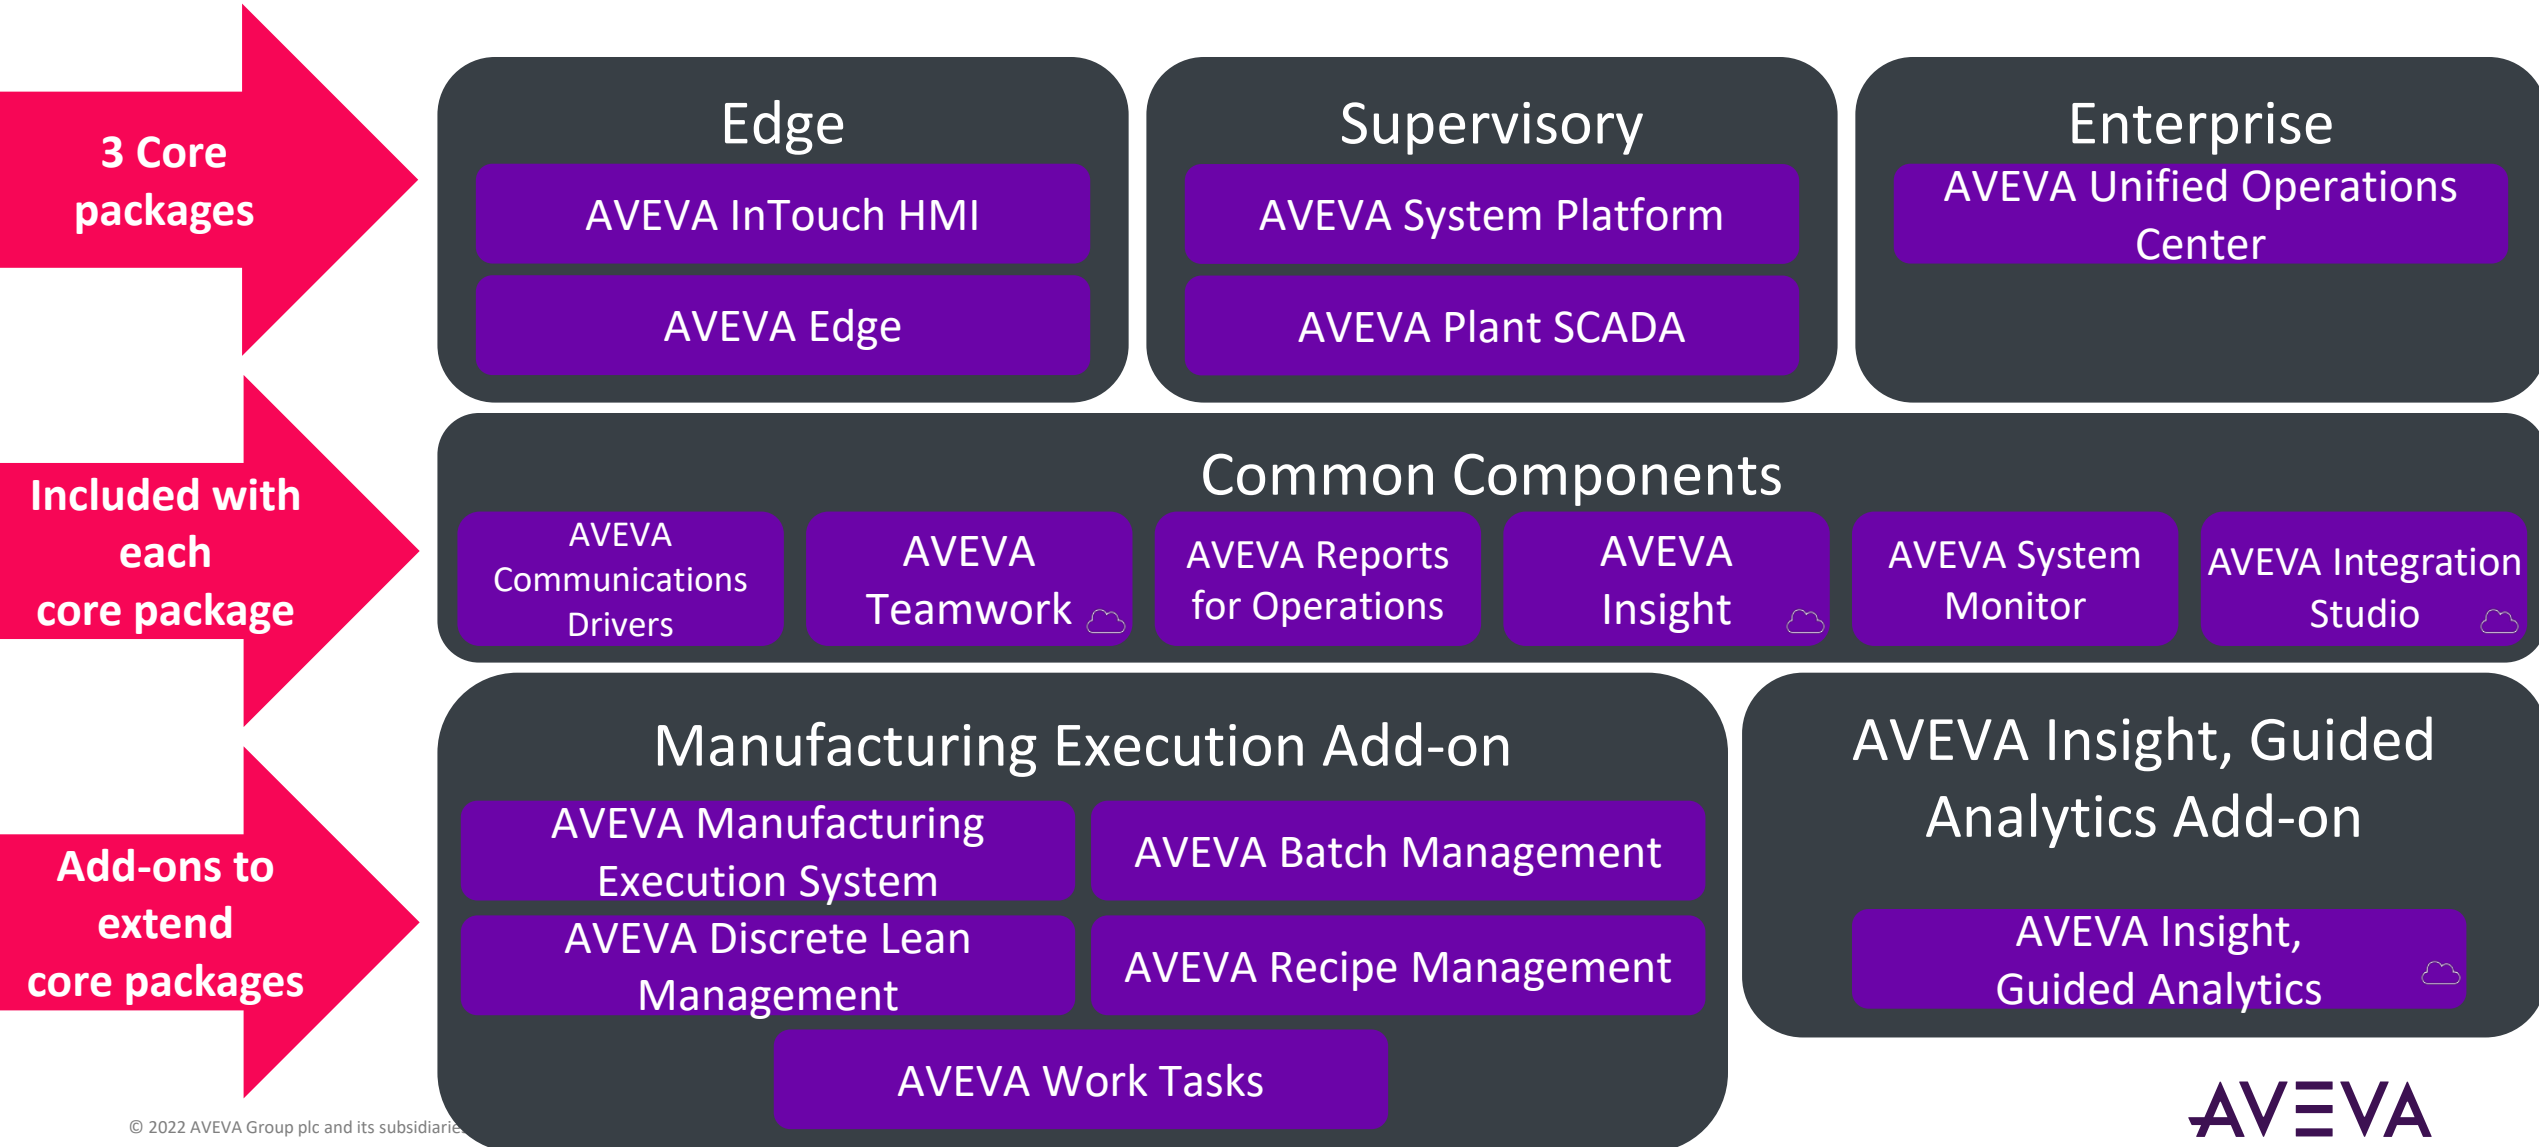 3 Core
packages
Edge
AVEVA InTouch HMI
AVEVA Edge
Supervisory
AVEVA System Platform
AVEVA Plant SCADA
Enterprise
AVEVA Unified Operations
Center
Included with
each
core package
Common Components
AVEVA
Communications
Drivers
AVEVA
Teamwork
AVEVA Reports
for Operations
AVEVA
Insight
AVEVA System
Monitor
AVEVA Integration
Studio
Add-ons to
extend
core packages
Manufacturing Execution Add-on
AVEVA Manufacturing
Execution System
AVEVA Batch Management
AVEVA Discrete Lean
Management
AVEVA Recipe Management
AVEVA Work Tasks
AVEVA Insight, Guided
Analytics Add-on
AVEVA Insight,
Guided Analytics
© 2022 AVEVA Group plc and its
AVEVA